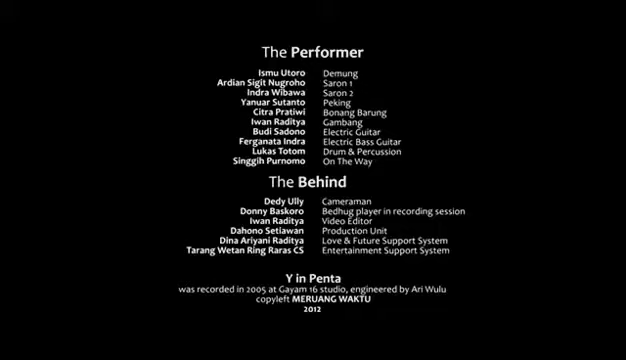 The Performer
Ismu Utoro Demung
Ardian Sigit Nugroho Saron 1
Indra Wibawa Saron 2
Yanuar Sutanto Peking
Citra Pratiwi Bonang Barung
Iwan Raditya Gambang
Budi Sadono Electric Guitar
Ferganata Indra Electric Bass Guitar
Lukas Totom Drum & Percussion
Singgih Purnomo On The Way
The Behind
Dedy Ully Cameraman
Donny Baskoro Bedhug player in recording session
Iwan Raditya Video Editor
Dahono Setiawan Production Unit
Dina Ariyani Raditya Love & Future Support System
Tarang Wetan Ring Raras CS Entertainment Support System
Y in Penta
was recorded in 2005 at Gayam 16 studio, engineered by Ari Wulu
copyleft MERUANG WAKTU
2012